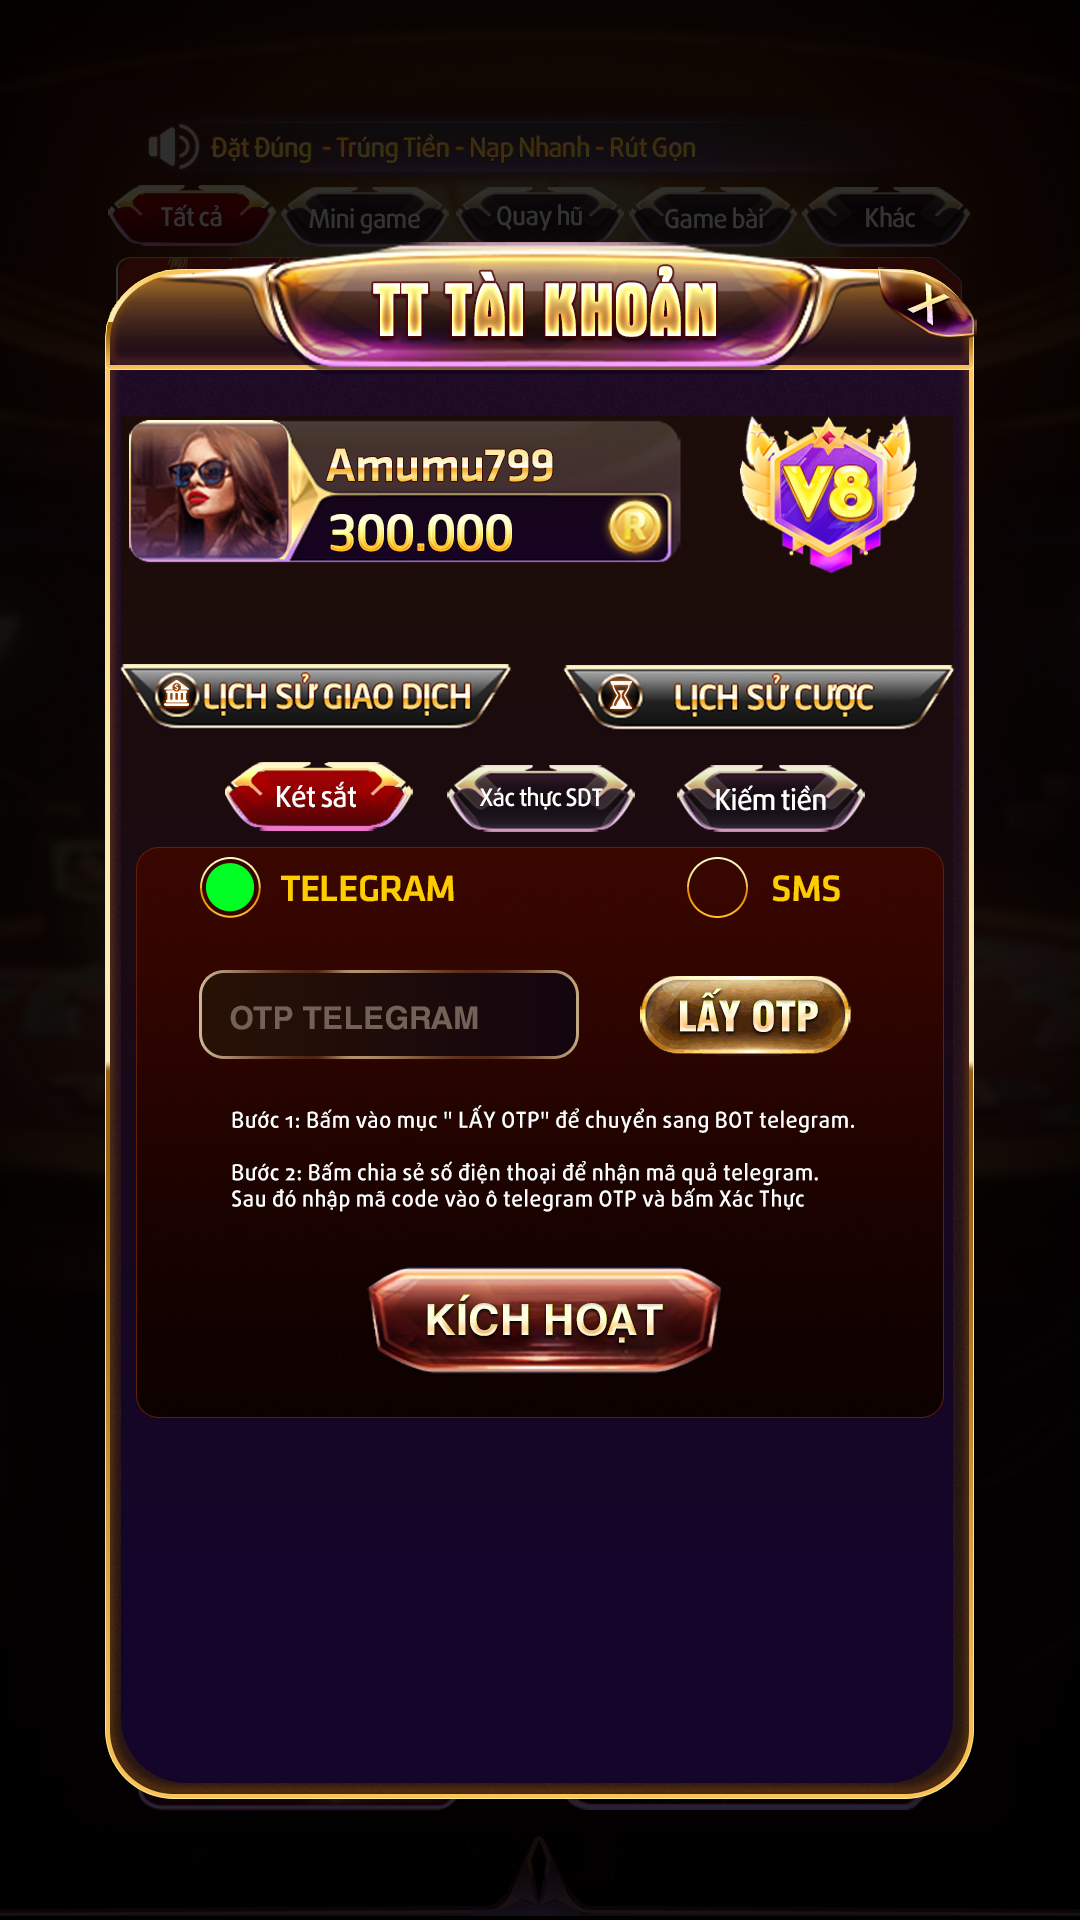 Đặt Đúng - Trúng Tiền - Nạp Nhanh - Rút Gọn
Tất cả
Mini game
Quay hũ
Game bài
Khác
TT TÀI KHOẢN
X
Amumu799
300.000
R
V8
LỊCH SỬ GIAO DỊCH
LỊCH SỬ CƯỢC
Két sắt
Xác thực SDT
Kiếm tiền
TELEGRAM
SMS
OTP TELEGRAM
LẤY OTP
Bước 1: Bấm vào mục " LẤY OTP" để chuyển sang BOT telegram.
Bước 2: Bấm chia sẻ số điện thoại để nhận mã quả telegram.
Sau đó nhập mã code vào ô telegram OTP và bấm Xác Thực
KÍCH HOẠT